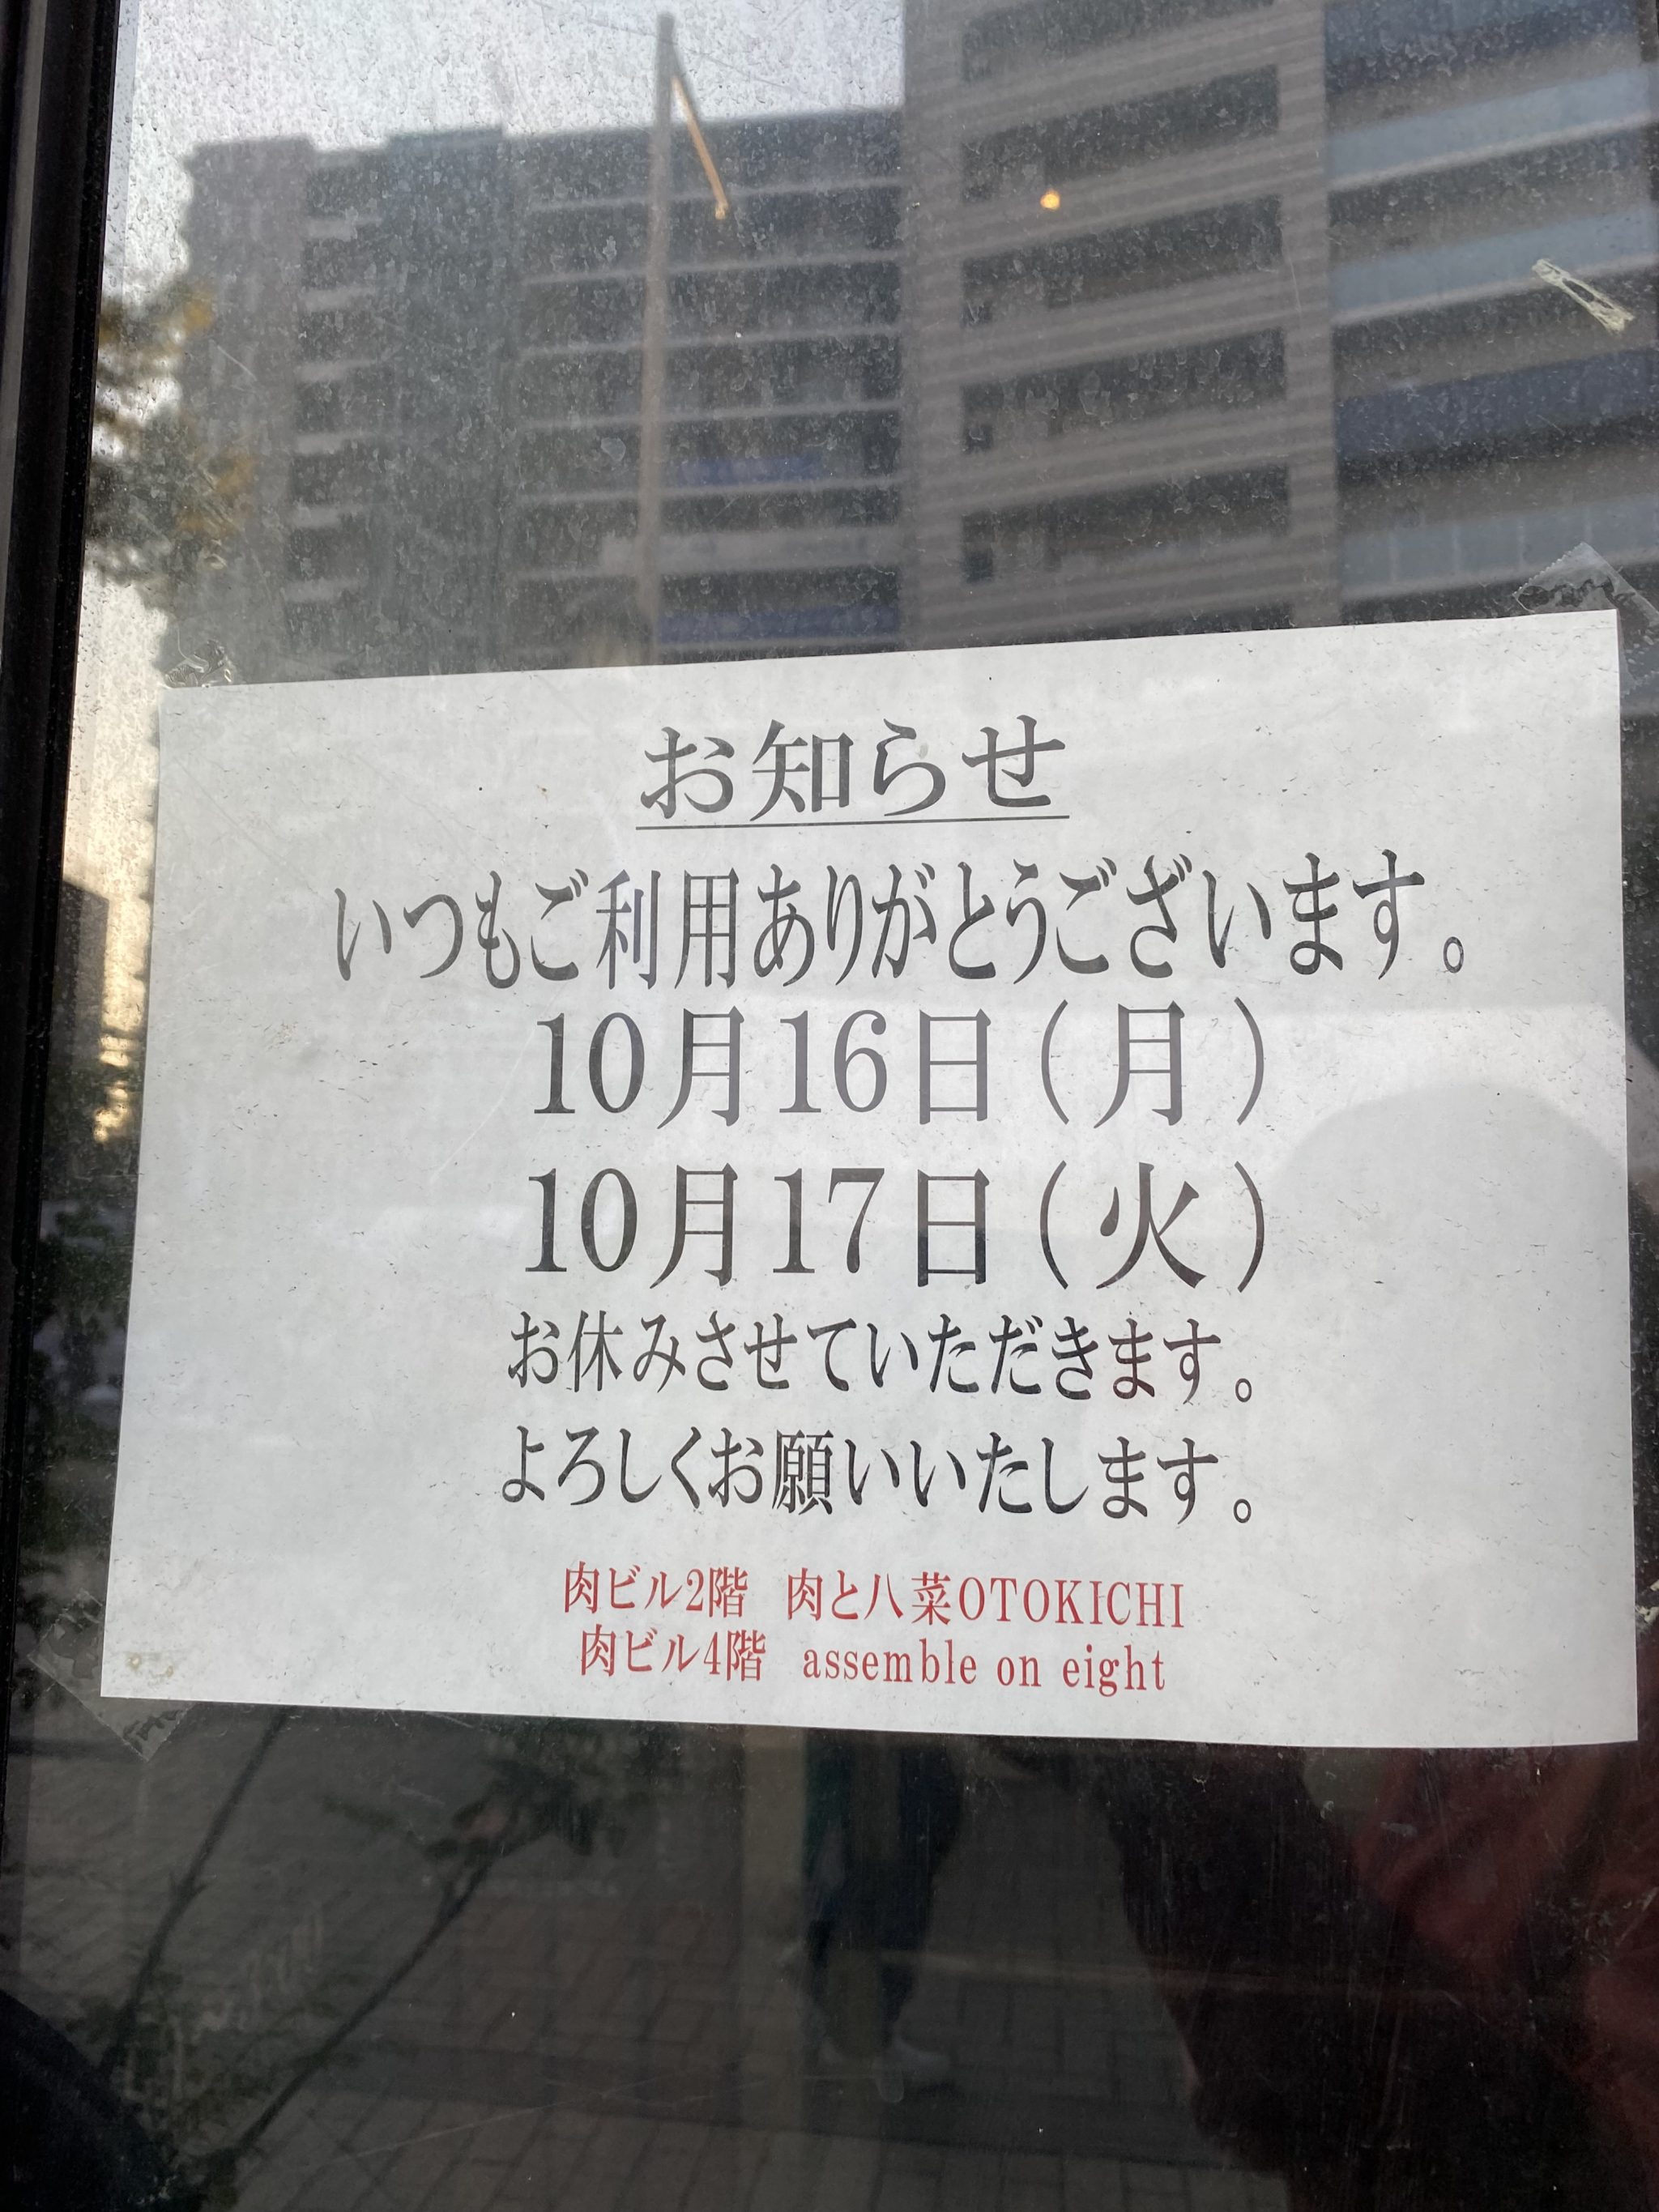 お知らせ
いつもご利用ありがとうございます。
10月16日(月)
10月17日(火)
お休みさせていただきます。
よろしくお願いいたします。
肉ビル2階 肉と八菜OTOKICHI
肉ビル4階 assemble on eight